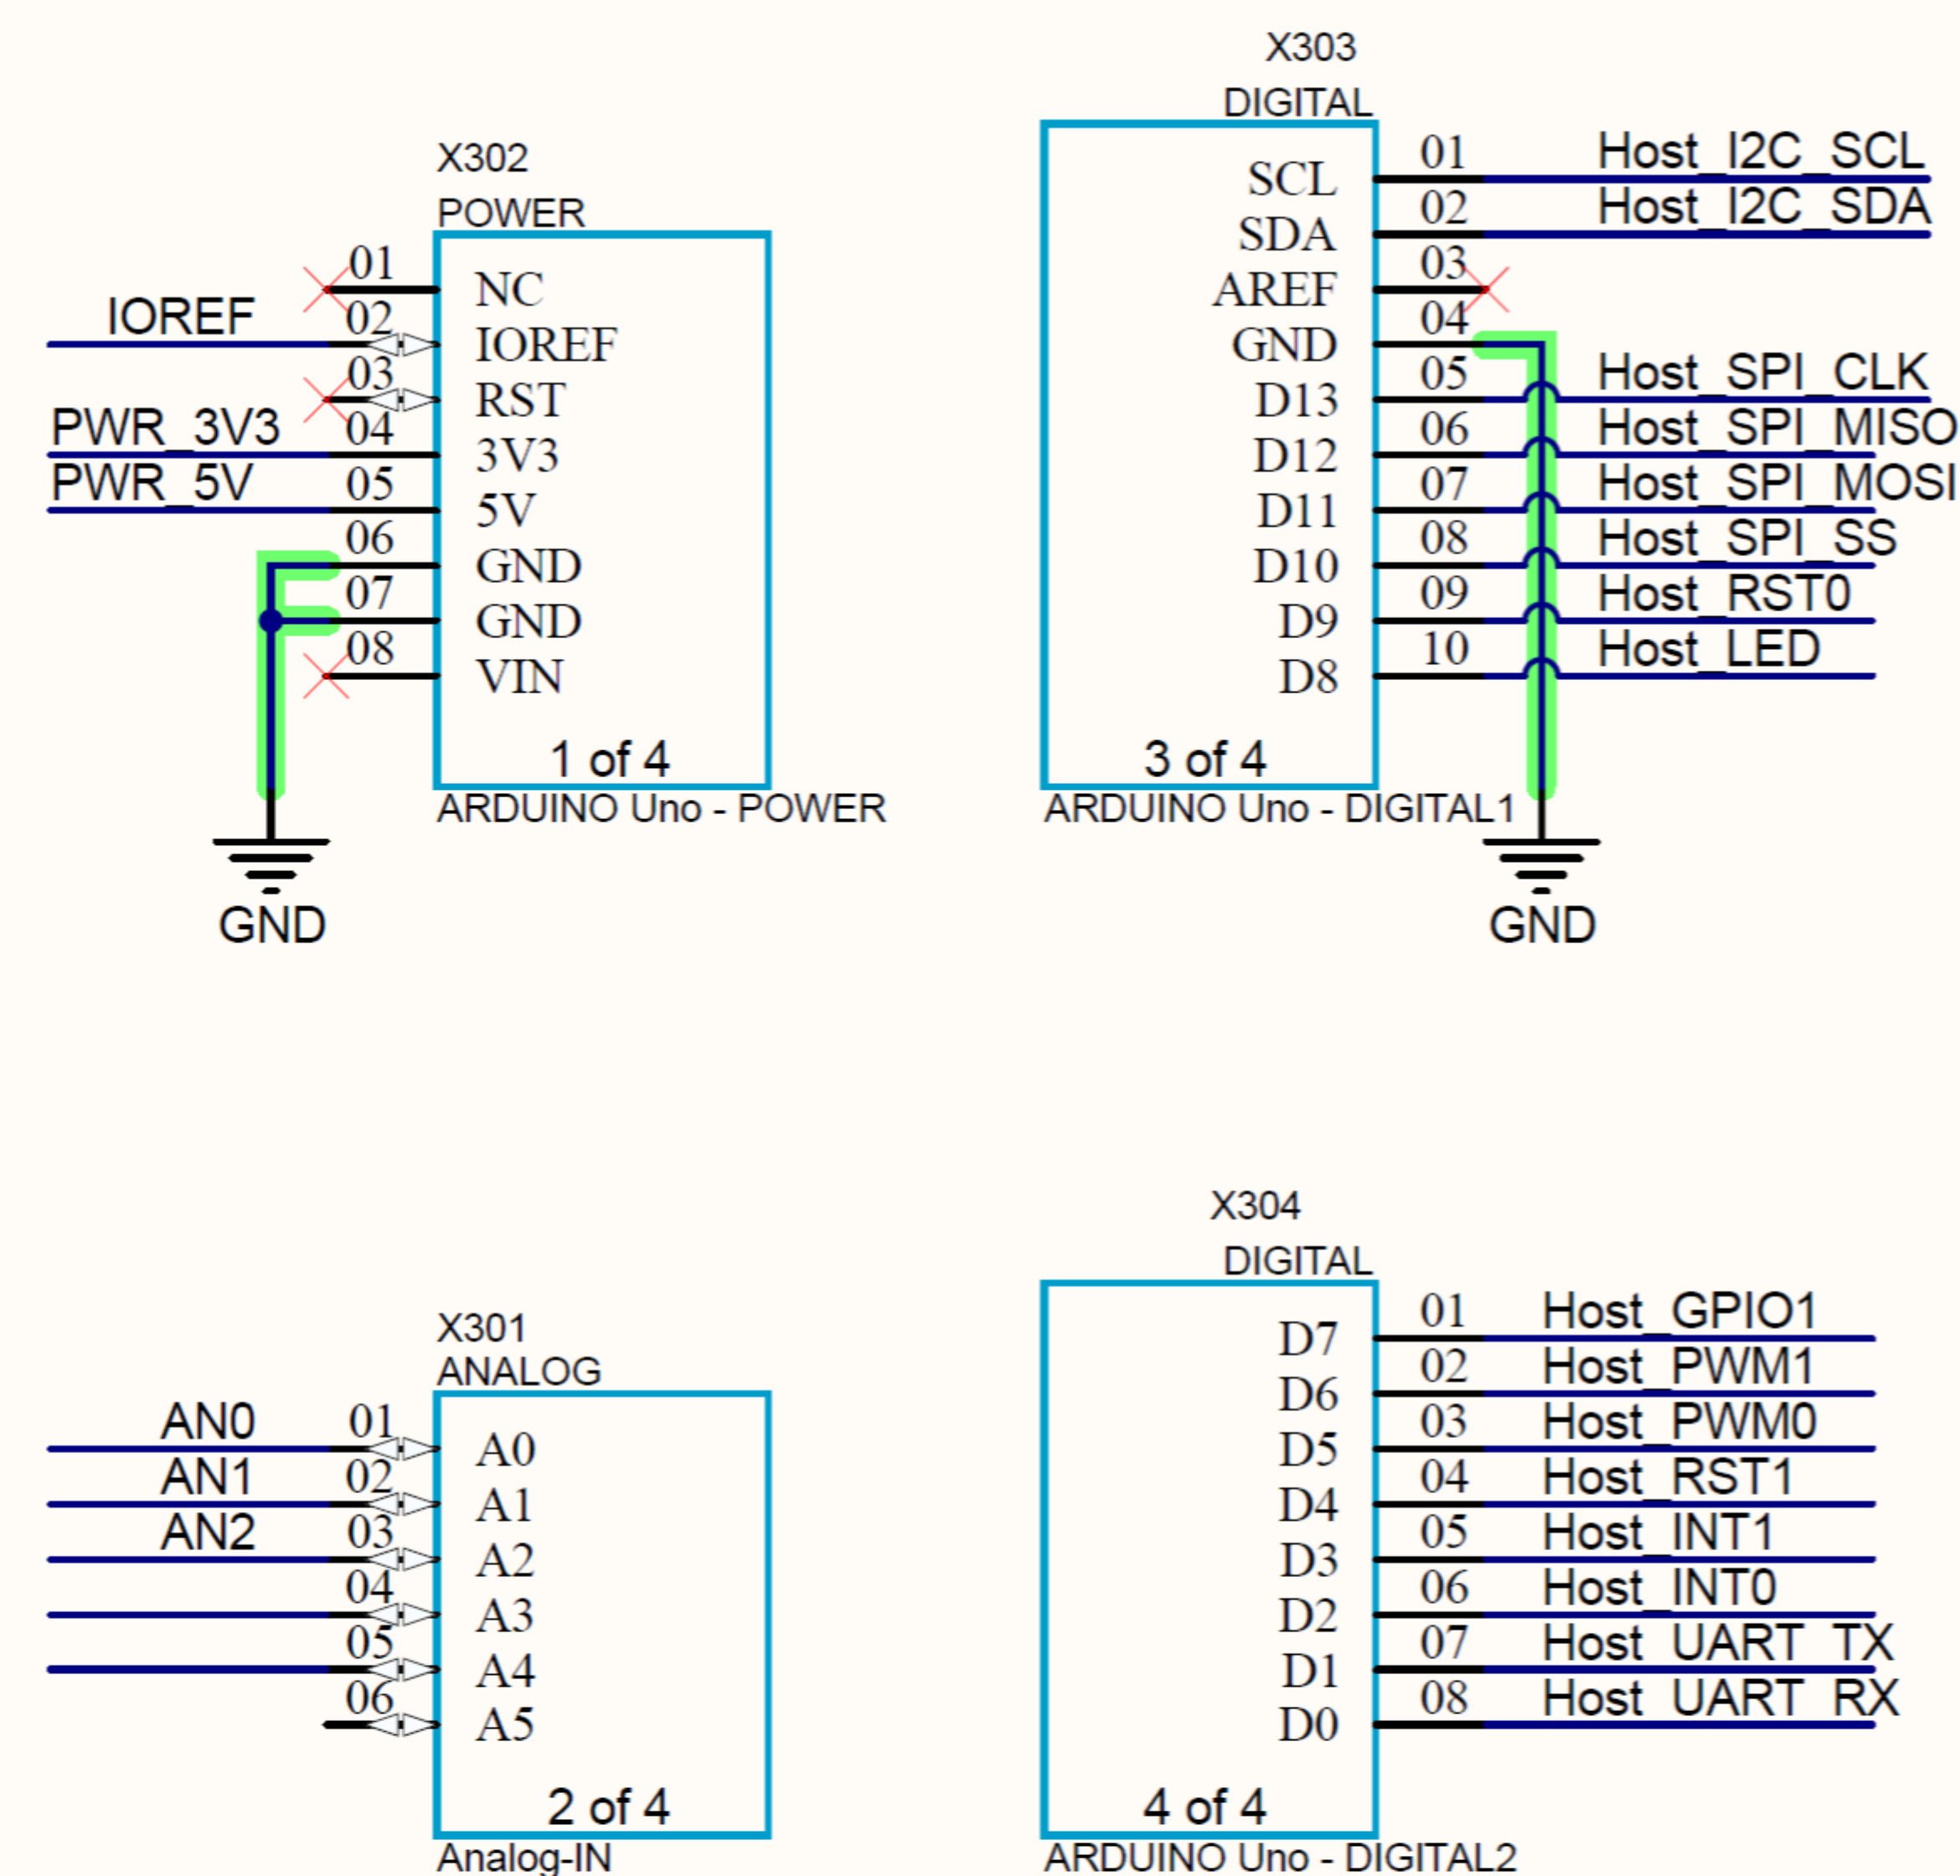 X302
POWER
01 NC
IOREF 02 IOREF
03 RST
PWR_3V3 04 3V3
PWR_5V 05 5V
06 GND
07 GND
08 VIN
1 of 4
ARDUINO Uno - POWER
GND
X303
DIGITAL
SCL 01 Host_I2C_SCL
SDA 02 Host_I2C_SDA
AREF 03
GND 04
D13 05 Host_SPI_CLK
D12 06 Host_SPI_MISO
D11 07 Host_SPI_MOSI
D10 08 Host_SPI_SS
D9 09 Host_RST0
D8 10 Host_LED
3 of 4
ARDUINO Uno - DIGITAL1
GND
X301
ANALOG
AN0 01 A0
AN1 02 A1
AN2 03 A2
04 A3
05 A4
06 A5
2 of 4
Analog-IN
X304
DIGITAL
D7 01 Host_GPIO1
D6 02 Host_PWM1
D5 03 Host_PWM0
D4 04 Host_RST1
D3 05 Host_INT1
D2 06 Host_INT0
D1 07 Host_UART_TX
D0 08 Host_UART_RX
4 of 4
ARDUINO Uno - DIGITAL2